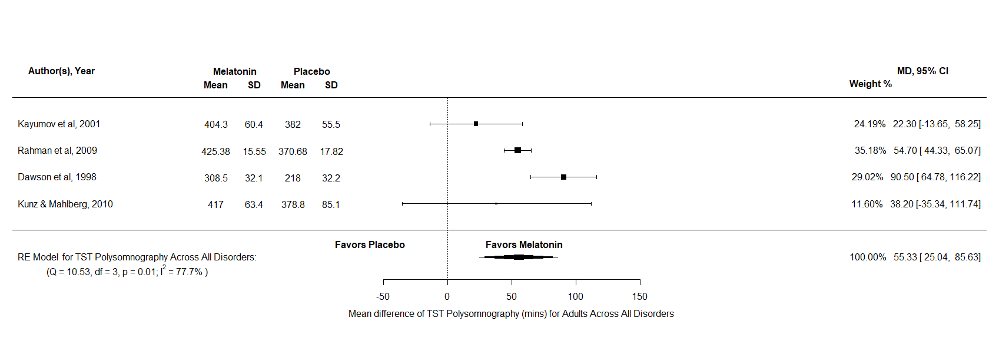 Author(s), Year Melatonin Placebo MD, 95% CI
Mean SD Mean SD Weight %
Kayumov et al, 2001 404.3 60.4 382 55.5 24.19% 22.30 [-13.65, 58.25]
Rahman et al, 2009 425.38 15.55 370.68 17.82 35.18% 54.70 [ 44.33, 65.07]
Dawson et al, 1998 308.5 32.1 218 32.2 29.02% 90.50 [ 64.78, 116.22]
Kunz & Mahlberg, 2010 417 63.4 378.8 85.1 11.60% 38.20 [-35.34, 111.74]
Favors Placebo Favors Melatonin
RE Model for TST Polysomnography Across All Disorders: 100.00% 55.33 [ 25.04, 85.63]
(Q = 10.53, df = 3, p = 0.01; I² = 77.7% )
-50 0 50 100 150
Mean difference of TST Polysomnography (mins) for Adults Across All Disorders